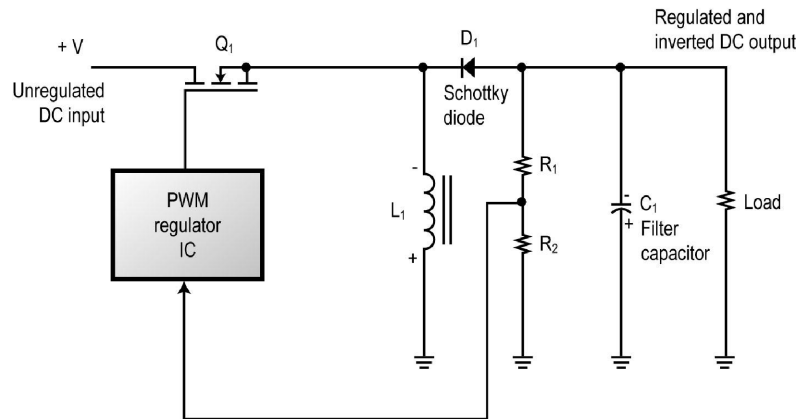 + V
Unregulated
DC input
Q₁
D₁
Schottky
diode
Regulated and
inverted DC output
PWM
regulator
IC
-
L₁
+
R₁
R₂
-
C₁
+ Filter
capacitor
Load